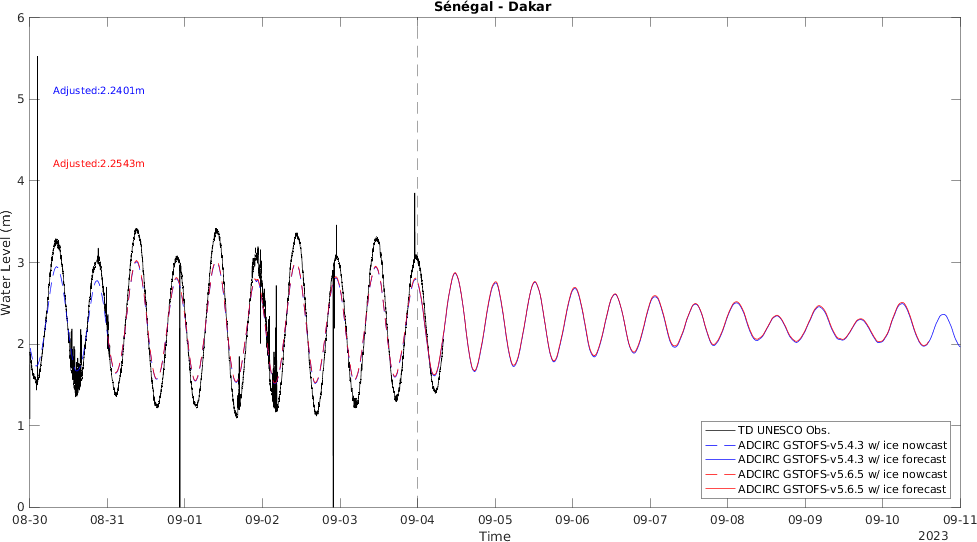 Sénégal - Dakar
6
5
4
3
2
1
0
Water Level (m)
Adjusted:2.2401m
Adjusted:2.2543m
TD UNESCO Obs.
ADCIRC GSTOFS-v5.4.3 w/ ice nowcast
ADCIRC GSTOFS-v5.4.3 w/ ice forecast
ADCIRC GSTOFS-v5.6.5 w/ ice nowcast
ADCIRC GSTOFS-v5.6.5 w/ ice forecast
08-30 08-31 09-01 09-02 09-03 09-04 09-05 09-06 09-07 09-08 09-09 09-10 09-11
Time
2023